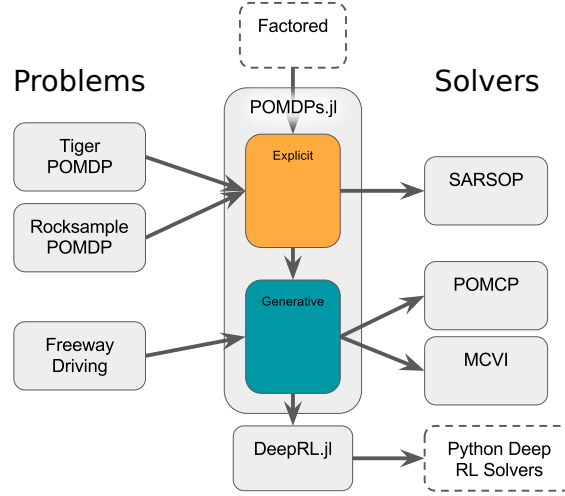 Factored
Problems
Solvers
POMDPs.jl
Tiger
POMDP
Explicit
SARSOP
Rocksample
POMDP
Generative
POMCP
Freeway
Driving
MCVI
DeepRL.jl
Python Deep
RL Solvers